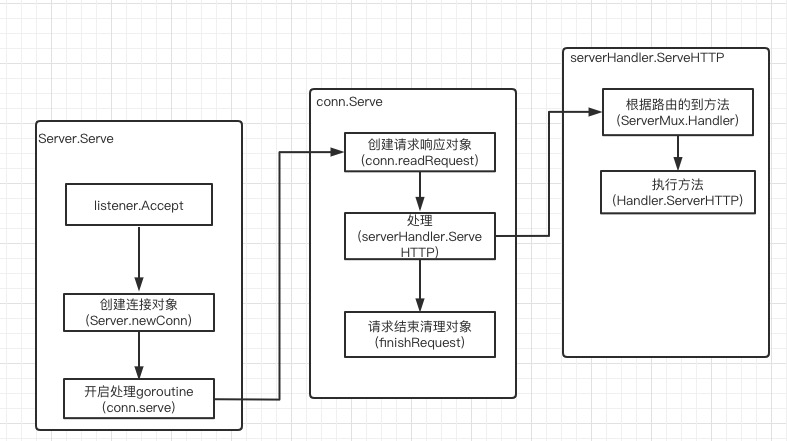 Server.Serve
listener.Accept
创建连接对象
(Server.newConn)
开启处理goroutine
(conn.serve)
conn.Serve
创建请求响应对象
(conn.readRequest)
处理
(serverHandler.Serve
HTTP)
请求结束清理对象
(finishRequest)
serverHandler.ServeHTTP
根据路由的到方法
(ServerMux.Handler)
执行方法
(Handler.ServerHTTP)